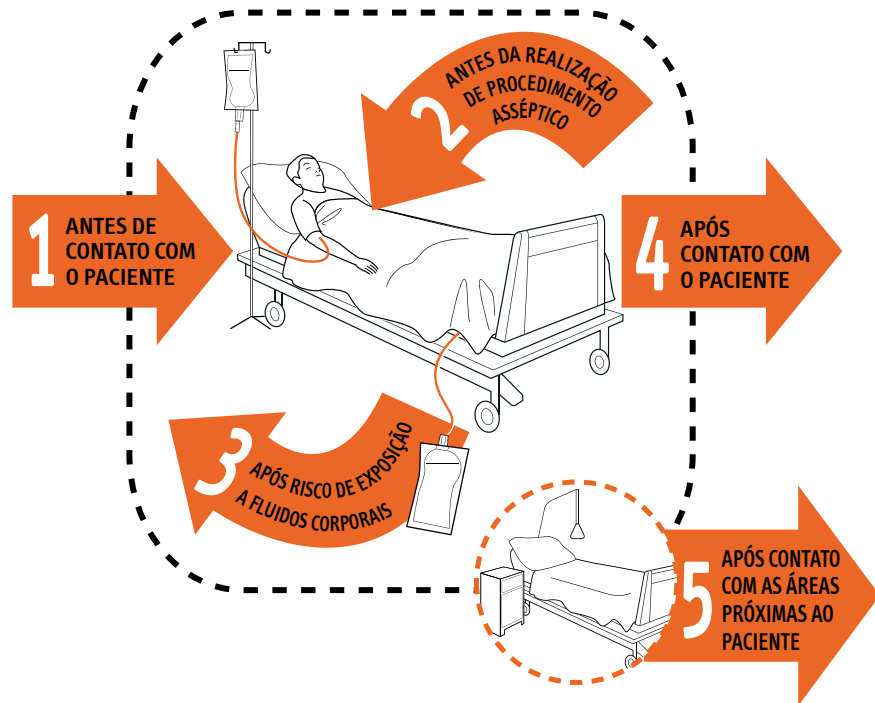 1
ANTES DE
CONTATO COM
O PACIENTE
2
ANTES DA REALIZAÇÃO
DE PROCEDIMENTO
ASSÉPTICO
3
APÓS RISCO DE EXPOSIÇÃO
A FLUIDOS CORPORAIS
4
APÓS
CONTATO COM
O PACIENTE
5
APÓS CONTATO
COM AS ÁREAS
PRÓXIMAS AO
PACIENTE